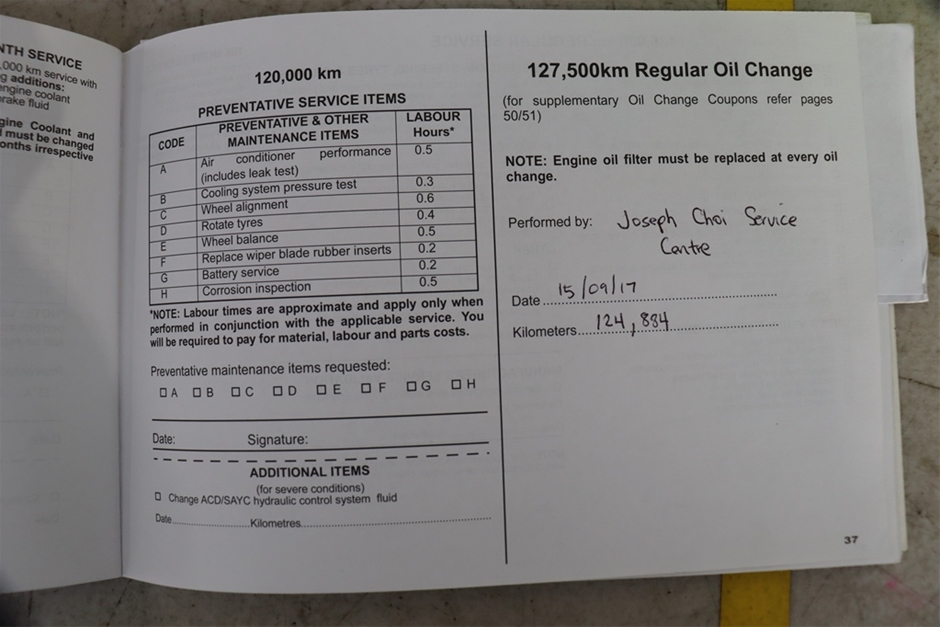 NTH SERVICE
,000 km service with
g additions:
engine coolant
brake fluid
gine Coolant and
must be changed
onths irrespective
120,000 km
PREVENTATIVE SERVICE ITEMS
CODE PREVENTATIVE & OTHER MAINTENANCE ITEMS LABOUR Hours*
A Air conditioner performance (includes leak test) 0.5
B Cooling system pressure test 0.3
C Wheel alignment 0.6
D Rotate tyres 0.4
E Wheel balance 0.5
F Replace wiper blade rubber inserts 0.2
G Battery service 0.2
H Corrosion inspection 0.5
*NOTE: Labour times are approximate and apply only when
performed in conjunction with the applicable service. You
will be required to pay for material, labour and parts costs.
Preventative maintenance items requested:
☐ A ☐ B ☐ C ☐ D ☐ E ☐ F ☐ G ☐ H
Date: Signature:
ADDITIONAL ITEMS
(for severe conditions)
☐ Change ACD/SAYC hydraulic control system fluid
Date Kilometres
127,500km Regular Oil Change
(for supplementary Oil Change Coupons refer pages
50/51)
NOTE: Engine oil filter must be replaced at every oil
change.
Performed by: Joseph Choi Service
Centre
Date 15/09/17
Kilometers 124,884
37